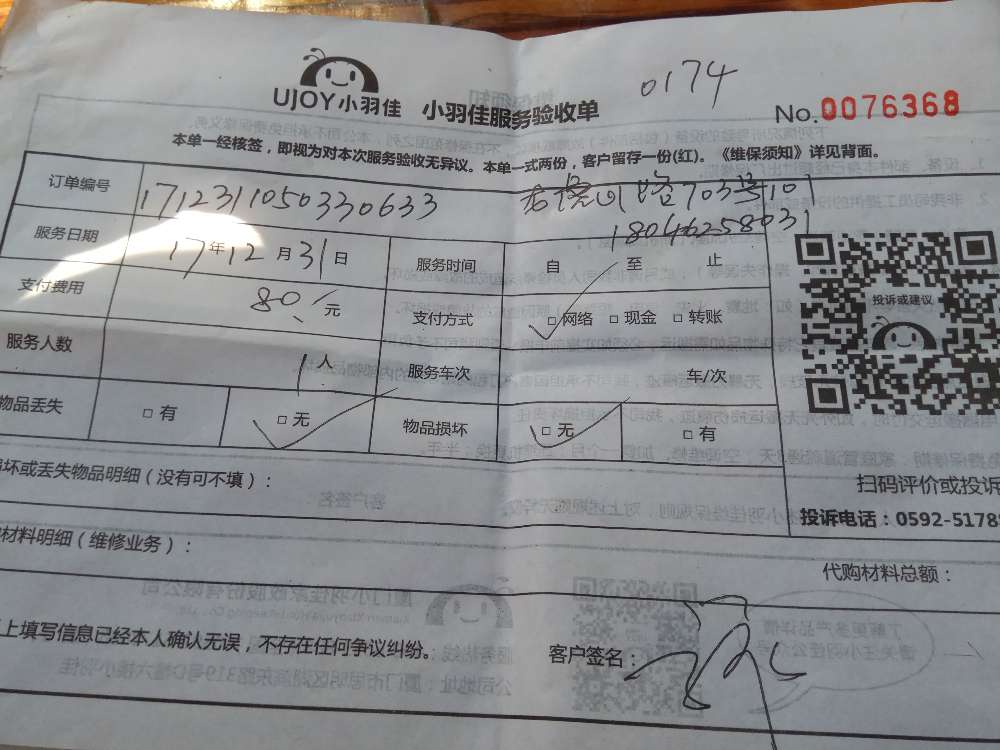 0174
UJOY小羽佳 小羽佳服务验收单
No.0076368
本单一经核签，即视为对本次服务验收无异议。本单一式两份，客户留存一份(红)。《维保须知》详见背面。
订单编号 171231105033063３ 703号101
18046258031
服务日期 17年12月31日 服务时间 自 至 止
支付费用 80/元 支付方式 □网络 □现金 □转账
投诉或建议
服务人数 1人 服务车次 车/次
物品丢失 □有 □无 物品损坏 □无 □有
坏或丢失物品明细（没有可不填）：
扫码评价或投诉
投诉电话：0592-5178
材料明细（维修业务）：
代购材料总额：
上填写信息已经本人确认无误，不存在任何争议纠纷。
客户签名：